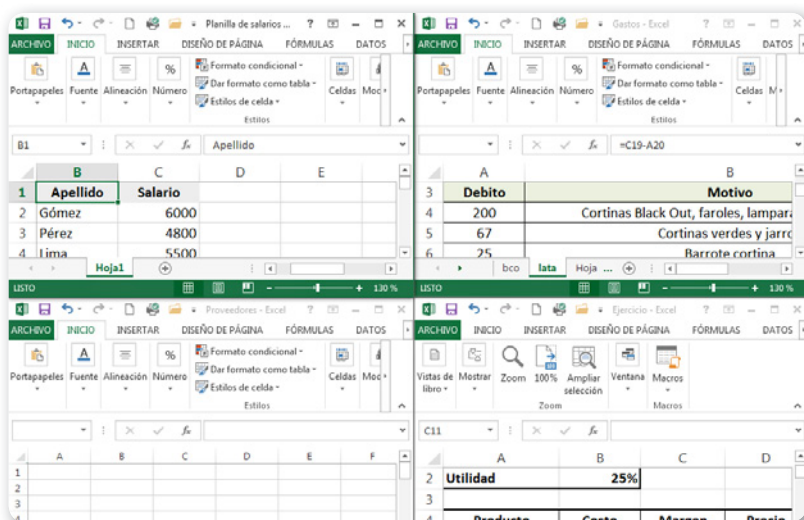 Planilla de salarios ... ?
ARCHIVO INICIO INSERTAR DISEÑO DE PÁGINA FÓRMULAS DATOS
Portapapeles Fuente Alineación Número
%
Formato condicional
Dar formato como tabla
Estilos de celda
Celdas
Estilos
B1 fx Apellido
B C D E
1 Apellido Salario
2 Gómez 6000
3 Pérez 4800
4 Lima 5500
Hoja1
LISTO 130 %
Gastos - Excel ?
ARCHIVO INICIO INSERTAR DISEÑO DE PÁGINA FÓRMULAS DATOS
Portapapeles Fuente Alineación Número
%
Formato condicional
Dar formato como tabla
Estilos de celda
Celdas M
Estilos
fx =C19-A20
A B
3 Debito Motivo
4 200 Cortinas Black Out, faroles, lampara
5 67 Cortinas verdes y jarro
6 25 Barrote cortina
bco lata Hoja ...
LISTO 130 %
Proveedores - Excel ?
ARCHIVO INICIO INSERTAR DISEÑO DE PÁGINA FÓRMULAS DATOS
Portapapeles Fuente Alineación Número
%
Formato condicional
Dar formato como tabla
Estilos de celda
Celdas
Estilos
fx
A B C D E F
1
2
3
4
Ejercicio - Excel ?
ARCHIVO INICIO INSERTAR DISEÑO DE PÁGINA FÓRMULAS DATOS
Vistas de libro Mostrar Zoom 100% Ampliar selección Ventana Macros
Zoom Macros
C11 fx
A B C D
2 Utilidad 25%
3
4 Producto Costo Margen Precio